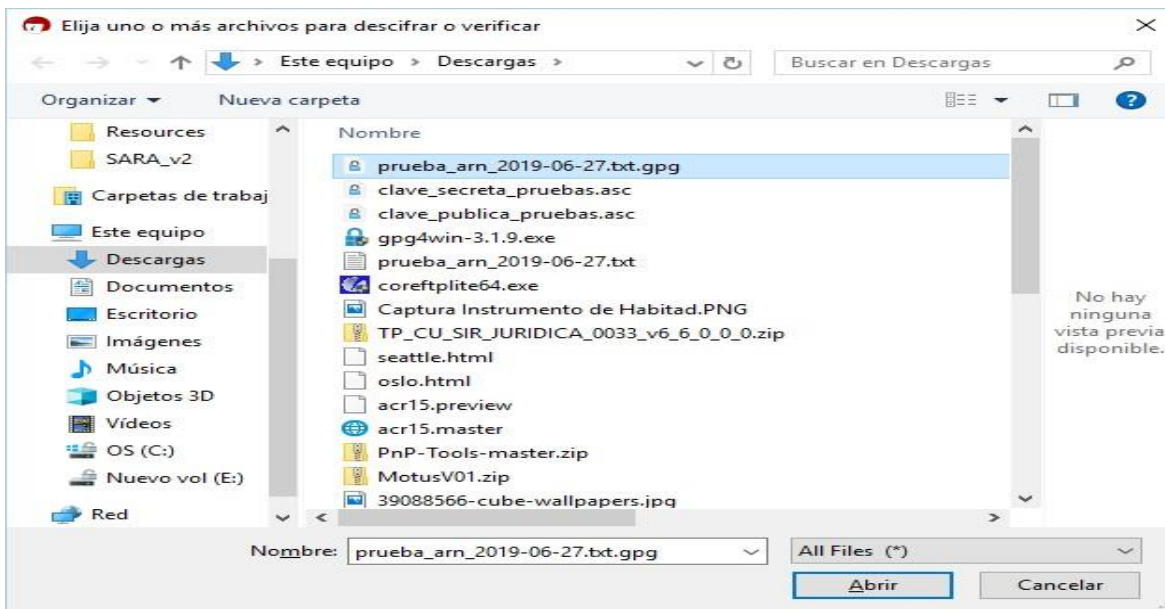 Elija uno o más archivos para descifrar o verificar
Este equipo > Descargas >
Buscar en Descargas
Organizar
Nueva carpeta
Resources
SARA_v2
Carpetas de trabaj
Este equipo
Descargas
Documentos
Escritorio
Imágenes
Música
Objetos 3D
Vídeos
OS (C:)
Nuevo vol (E:)
Red
Nombre
prueba_arn_2019-06-27.txt.gpg
clave_secreta_pruebas.asc
clave_publica_pruebas.asc
gpg4win-3.1.9.exe
prueba_arn_2019-06-27.txt
coreftplite64.exe
Captura Instrumento de Habitad.PNG
TP_CU_SIR_JURIDICA_0033_v6_6_0_0_0.zip
seattle.html
oslo.html
acr15.preview
acr15.master
PnP-Tools-master.zip
MotusV01.zip
39088566-cube-wallpapers.jpg
No hay
ninguna
vista previa
disponible.
Nombre: prueba_arn_2019-06-27.txt.gpg
All Files (*)
Abrir
Cancelar